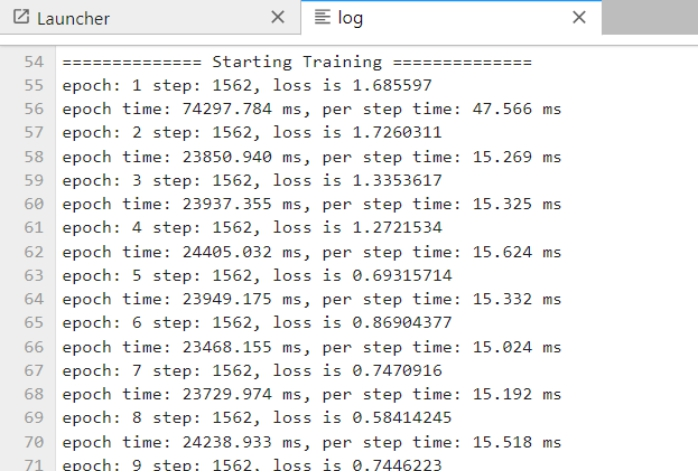 Launcher
log
54 ============== Starting Training ==============
55 epoch: 1 step: 1562, loss is 1.685597
56 epoch time: 74297.784 ms, per step time: 47.566 ms
57 epoch: 2 step: 1562, loss is 1.7260311
58 epoch time: 23850.940 ms, per step time: 15.269 ms
59 epoch: 3 step: 1562, loss is 1.3353617
60 epoch time: 23937.355 ms, per step time: 15.325 ms
61 epoch: 4 step: 1562, loss is 1.2721534
62 epoch time: 24405.032 ms, per step time: 15.624 ms
63 epoch: 5 step: 1562, loss is 0.69315714
64 epoch time: 23949.175 ms, per step time: 15.332 ms
65 epoch: 6 step: 1562, loss is 0.86904377
66 epoch time: 23468.155 ms, per step time: 15.024 ms
67 epoch: 7 step: 1562, loss is 0.7470916
68 epoch time: 23729.974 ms, per step time: 15.192 ms
69 epoch: 8 step: 1562, loss is 0.58414245
70 epoch time: 24238.933 ms, per step time: 15.518 ms
71 epoch: 9 step: 1562, loss is 0.7446223